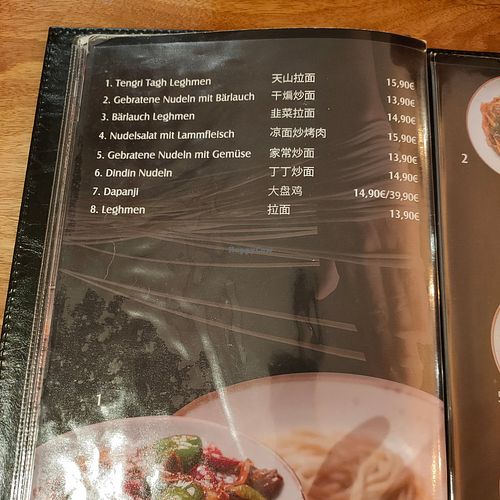 1. Tengri Tagh Leghmen 天山拉面 15,90€
2. Gebratene Nudeln mit Bärlauch 干煸炒面 13,90€
3. Bärlauch Leghmen 韭菜拉面 14,90€
4. Nudelsalat mit Lammfleisch 凉面炒烤肉 15,90€
5. Gebratene Nudeln mit Gemüse 家常炒面 13,90€
6. Dindin Nudeln 丁丁炒面 14,90€
7. Dapanji 大盘鸡 14,90€/39,90€
8. Leghmen 拉面 13,90€
1
2